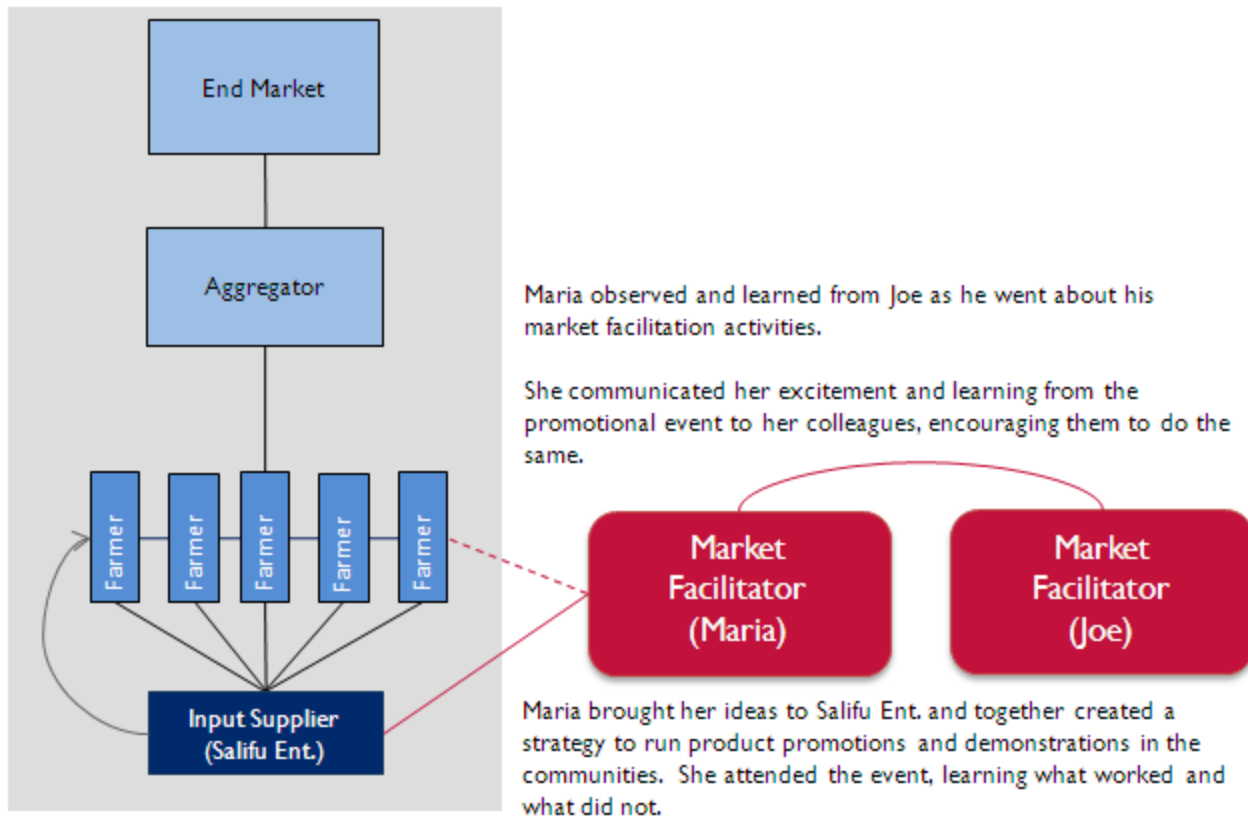 End Market
Aggregator
Maria observed and learned from Joe as he went about his
market facilitation activities.
She communicated her excitement and learning from the
promotional event to her colleagues, encouraging them to do the
same.
Farmer
Farmer
Farmer
Farmer
Farmer
Market
Facilitator
(Maria)
Market
Facilitator
(Joe)
Input Supplier
(Salifu Ent.)
Maria brought her ideas to Salifu Ent. and together created a
strategy to run product promotions and demonstrations in the
communities. She attended the event, learning what worked and
what did not.